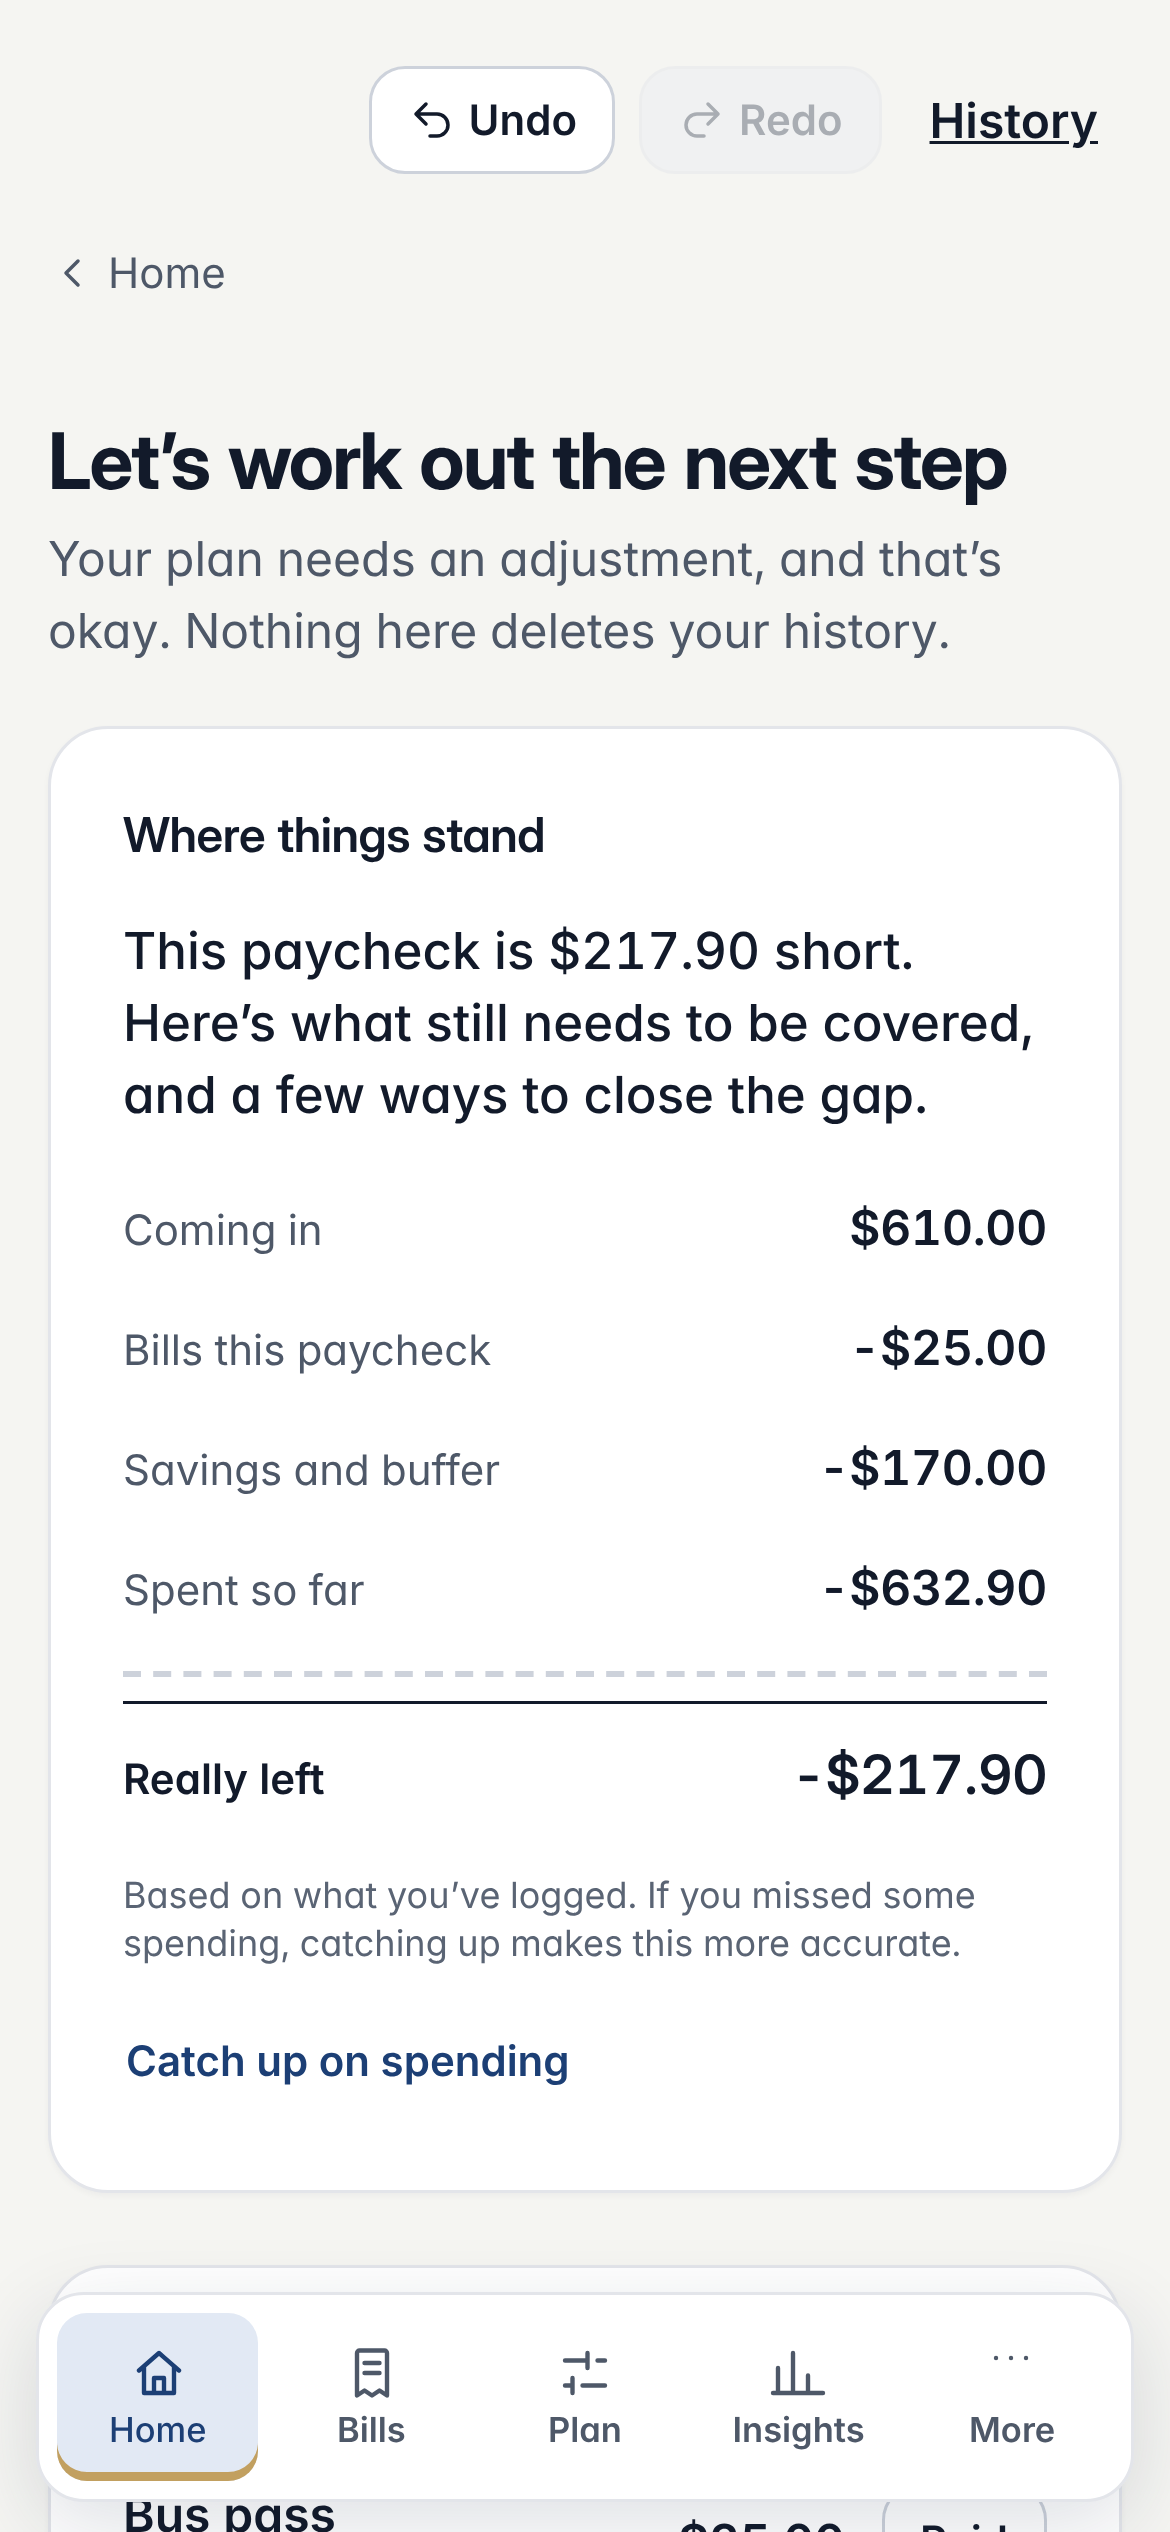 Undo
Redo
History
Home
Let’s work out the next step
Your plan needs an adjustment, and that’s
okay. Nothing here deletes your history.
Where things stand
This paycheck is $217.90 short.
Here’s what still needs to be covered,
and a few ways to close the gap.
Coming in $610.00
Bills this paycheck -$25.00
Savings and buffer -$170.00
Spent so far -$632.90
Really left -$217.90
Based on what you’ve logged. If you missed some
spending, catching up makes this more accurate.
Catch up on spending
Home
Bills
Plan
Insights
More
Bus pass